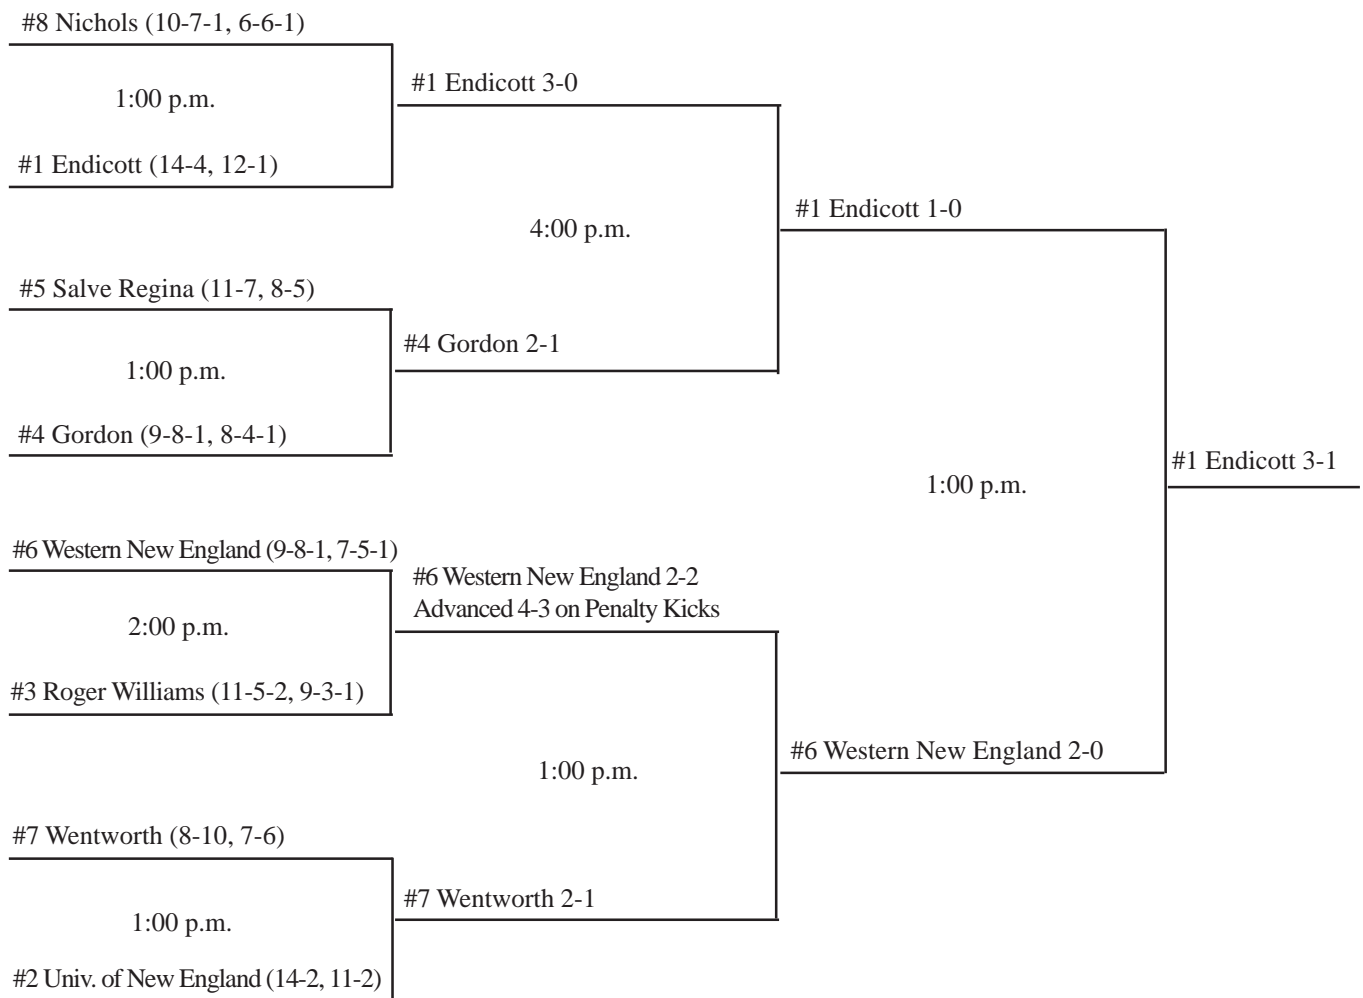 #8 Nichols (10-7-1, 6-6-1)
1:00 p.m.
#1 Endicott (14-4, 12-1)
#1 Endicott 3-0
4:00 p.m.
#5 Salve Regina (11-7, 8-5)
1:00 p.m.
#4 Gordon (9-8-1, 8-4-1)
#4 Gordon 2-1
#1 Endicott 1-0
1:00 p.m.
#1 Endicott 3-1
#6 Western New England (9-8-1, 7-5-1)
2:00 p.m.
#3 Roger Williams (11-5-2, 9-3-1)
#6 Western New England 2-2
Advanced 4-3 on Penalty Kicks
1:00 p.m.
#6 Western New England 2-0
#7 Wentworth (8-10, 7-6)
1:00 p.m.
#2 Univ. of New England (14-2, 11-2)
#7 Wentworth 2-1